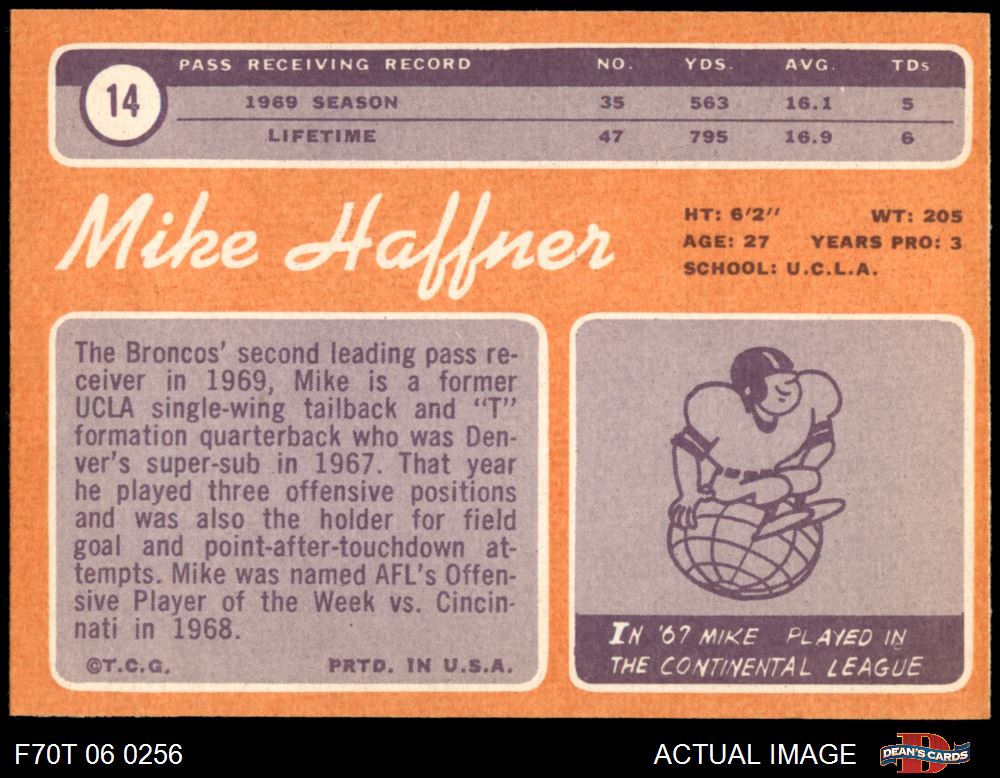 14
PASS RECEIVING RECORD NO. YDS. AVG. TDs
1969 SEASON 35 563 16.1 5
LIFETIME 47 795 16.9 6
Mike Haffner
HT: 6'2" WT: 205
AGE: 27 YEARS PRO: 3
SCHOOL: U.C.L.A.
The Broncos' second leading pass re-
ceiver in 1969, Mike is a former
UCLA single-wing tailback and "T"
formation quarterback who was Den-
ver's super-sub in 1967. That year
he played three offensive positions
and was also the holder for field
goal and point-after-touchdown at-
tempts. Mike was named AFL's Offen-
sive Player of the Week vs. Cincin-
nati in 1968.
©T.C.G. PRTD. IN U.S.A.
IN '67 MIKE PLAYED IN
THE CONTINENTAL LEAGUE
F70T 06 0256 ACTUAL IMAGE
DEAN'S CARDS